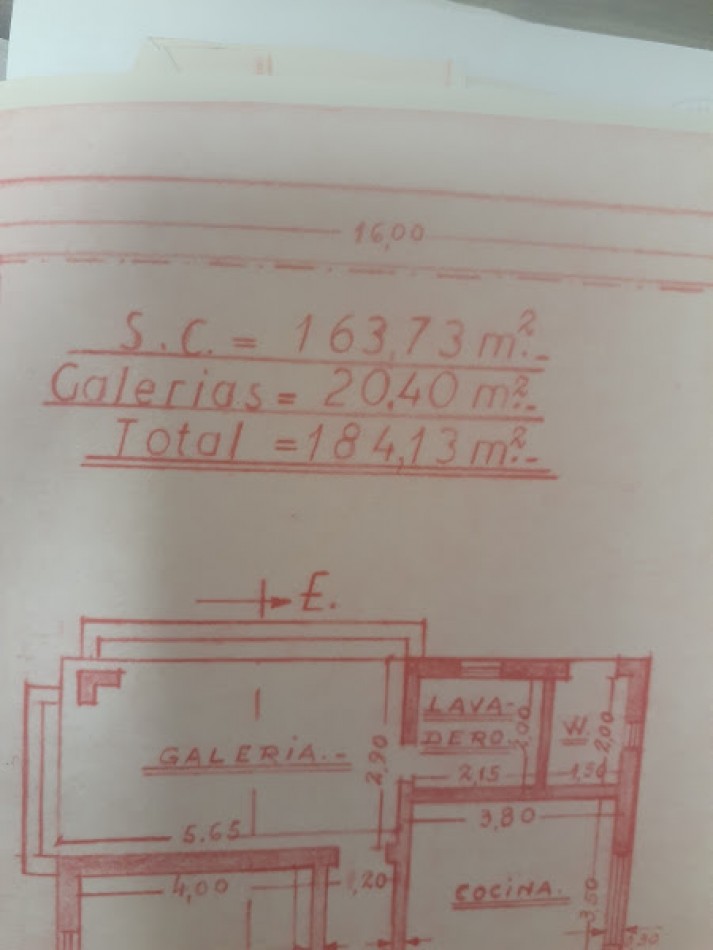 16,00
S.C. = 163,73 m².-
Galerias = 20.40 m².-
Total = 184,13 m².-
E.
LAVA-
DERO.
2,00
W.
2,00
GALERIA.-
2,90
2,15
1,50
3,80
5.65
4,00
1,20
COCINA.
3,50